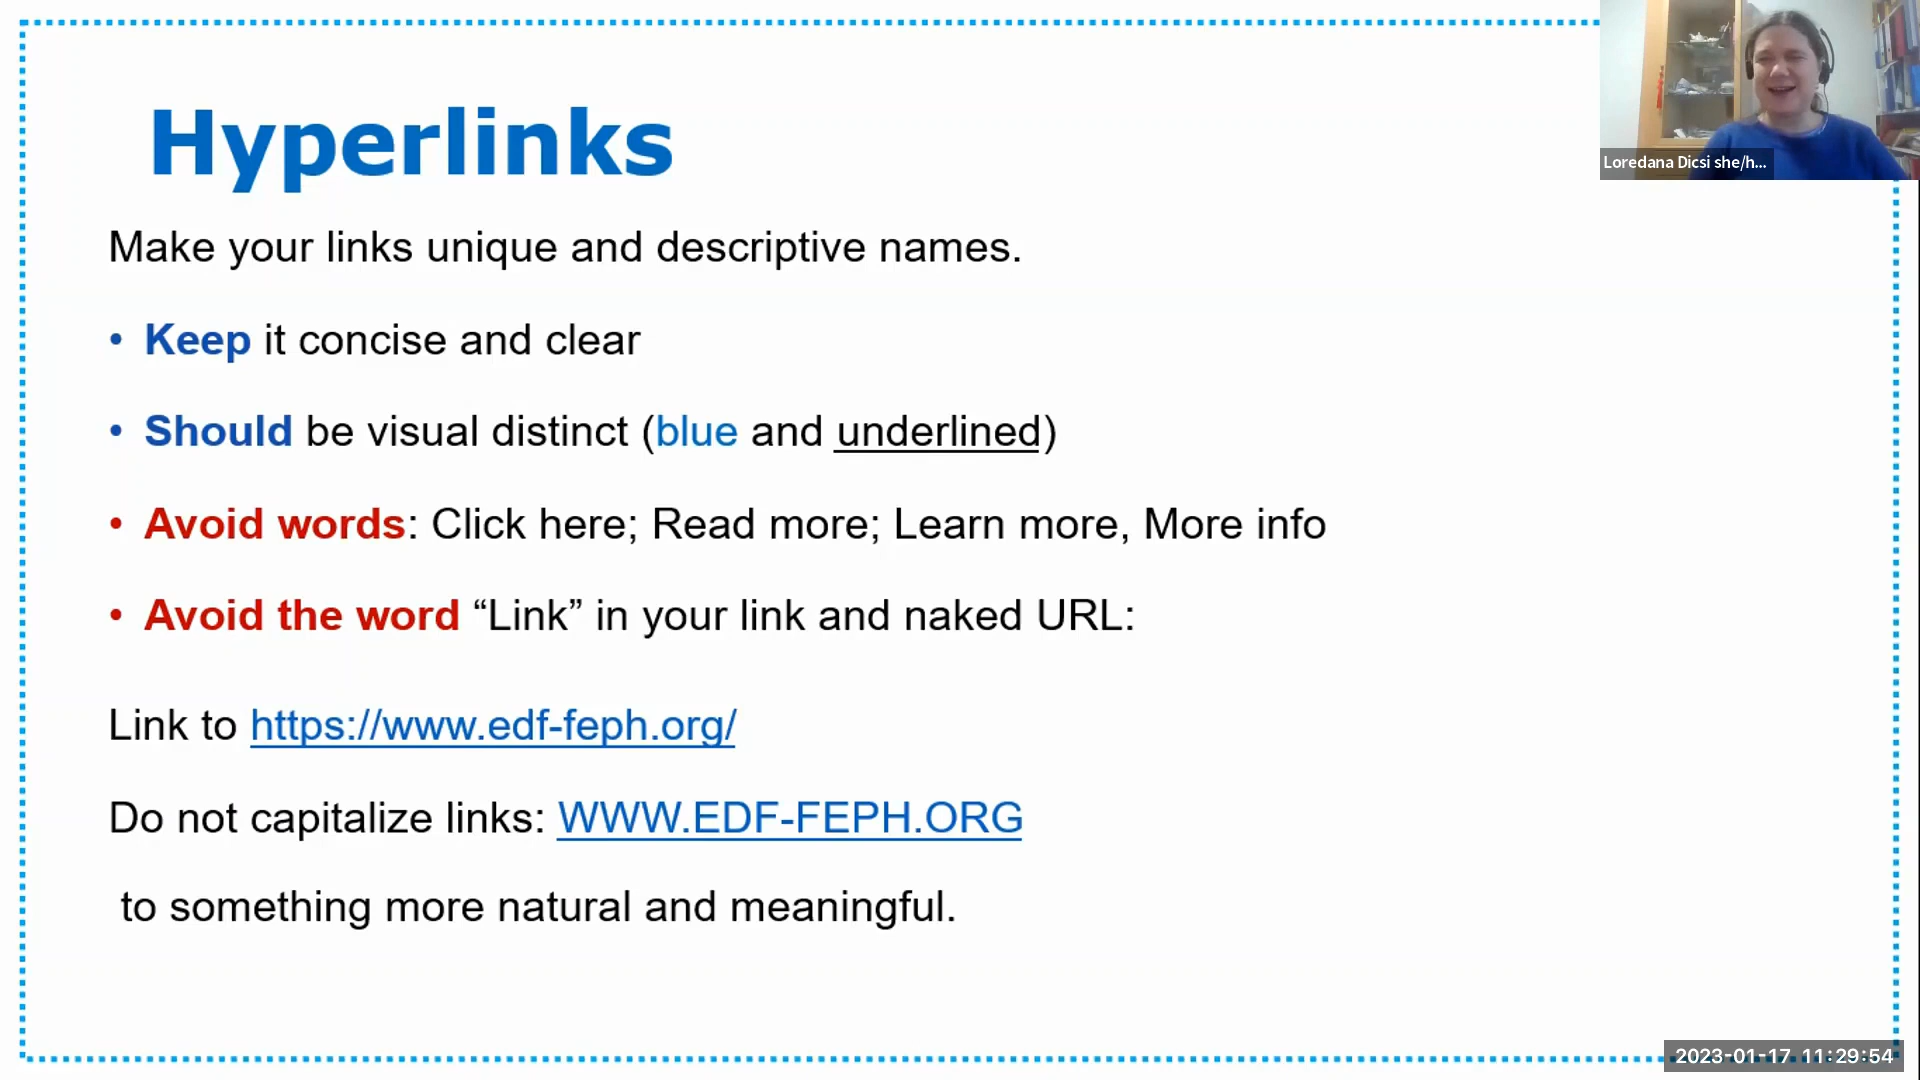 Hyperlinks
Loredana Dicsi she/h...
Make your links unique and descriptive names.
• Keep it concise and clear
• Should be visual distinct (blue and underlined)
• Avoid words: Click here; Read more; Learn more, More info
• Avoid the word “Link” in your link and naked URL:
Link to https://www.edf-feph.org/
Do not capitalize links: WWW.EDF-FEPH.ORG
to something more natural and meaningful.
2023-01-17 11:29:54